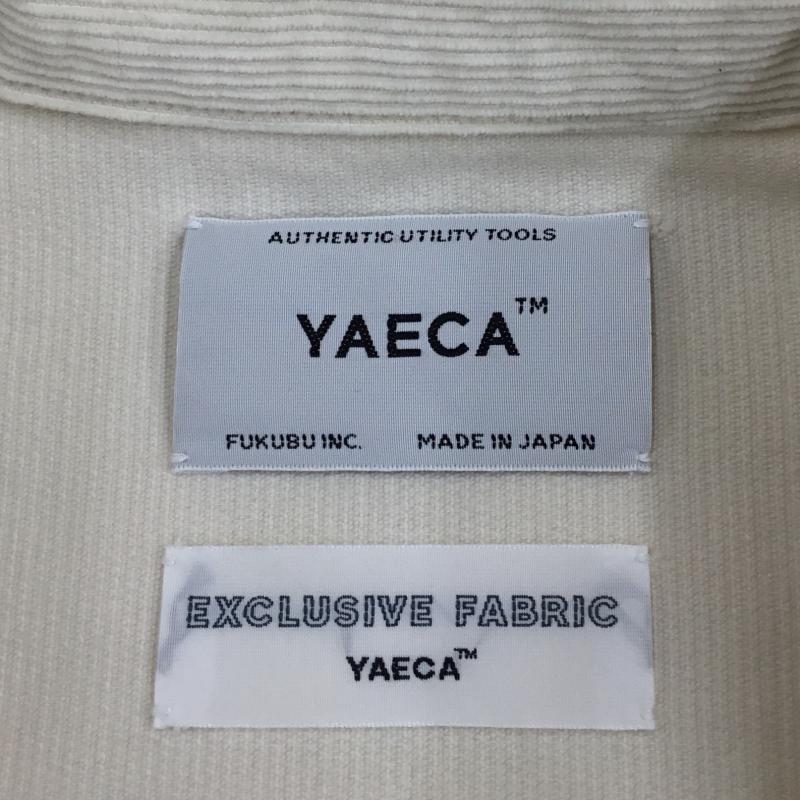 AUTHENTIC UTILITY TOOLS
YAECA™
FUKUBU INC. MADE IN JAPAN
EXCLUSIVE FABRIC
YAECA™